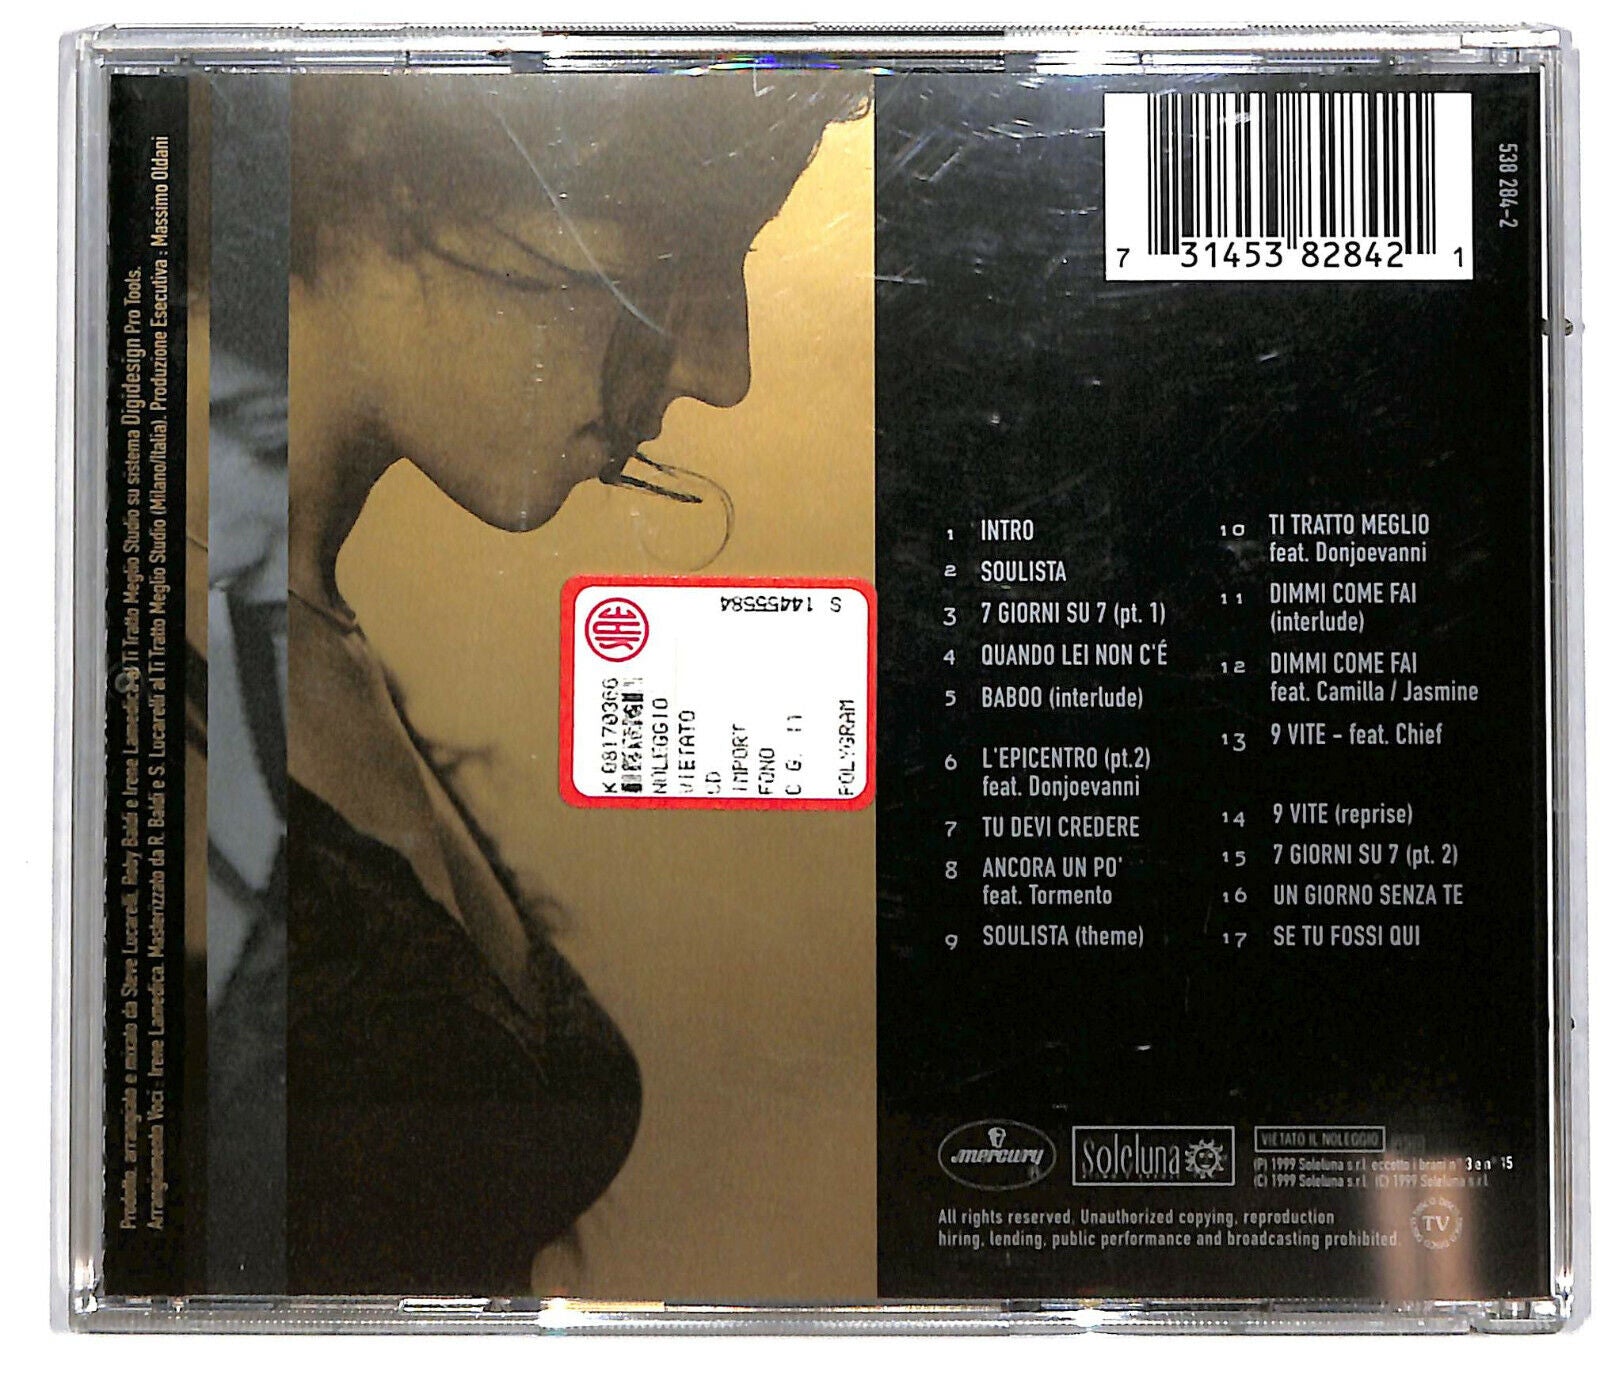 Prodotto, arrangiato e mixato da Steve Lucarelli, Roby Baldi e Irene Lamedica al Ti Tratto Meglio Studio su sistema Digidesign Pro Tools.
Arrangiamento Voci : Irene Lamedica. Masterizzato da R. Baldi e S. Lucarelli al Ti Tratto Meglio Studio (Milano/Italia). Produzione Esecutiva : Massimo Oldani
7 31453 82842 1
538 284-2
S 14455584
SIAE
K 08170366
NOLEGGIO
VIETATO
CD
IMPORT
FONO
C G. 11
POLYGRAM
1 INTRO
2 SOULISTA
3 7 GIORNI SU 7 (pt. 1)
4 QUANDO LEI NON C'É
5 BABOO (interlude)
6 L'EPICENTRO (pt.2)
feat. Donjoevanni
7 TU DEVI CREDERE
8 ANCORA UN PO'
feat. Tormento
9 SOULISTA (theme)
10 TI TRATTO MEGLIO
feat. Donjoevanni
11 DIMMI COME FAI
(interlude)
12 DIMMI COME FAI
feat. Camilla / Jasmine
13 9 VITE - feat. Chief
14 9 VITE (reprise)
15 7 GIORNI SU 7 (pt. 2)
16 UN GIORNO SENZA TE
17 SE TU FOSSI QUI
mercury
Soleluna
VIETATO IL NOLEGGIO
(P) 1999 Soleluna s.r.l. eccetto i brani n° 3 e n° 15
(C) 1999 Soleluna s.r.l. (C) 1999 Soleluna s.r.l.
All rights reserved. Unauthorized copying, reproduction
hiring, lending, public performance and broadcasting prohibited.
TV